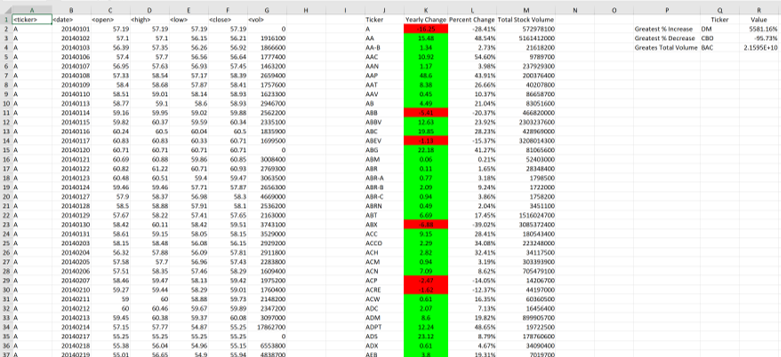 A B C D E F G H I J K L M N O P Q R
1 <ticker> <date> <open> <high> <low> <close> <vol> Ticker Yearly Change Percent Change Total Stock Volume Ticker Value
2 A 20140101 57.19 57.19 57.19 57.19 0 A -28.41% 572978100 Greatest % Increase DM 5581.16%
3 A 20140102 57.1 57.1 56.15 56.21 1916100 AA 15.48 48.54% 5161412000 Greatest % Decrease CBO -95.73%
4 A 20140103 56.39 57.35 56.26 56.92 1866600 AA-B 1.34 2.73% 21618200 Greates Total Volume BAC 2.1595E+10
5 A 20140106 57.4 57.7 56.56 56.64 1777400 AAC 10.92 54.60% 9789700
6 A 20140107 56.95 57.63 56.93 57.45 1463200 AAN 1.17 3.98% 237929300
7 A 20140108 57.33 58.54 57.17 58.39 2659400 AAP 48.6 43.91% 200376400
8 A 20140109 58.4 58.68 57.87 58.41 1757600 AAT 8.38 26.66% 40207800
9 A 20140110 58.51 59.01 58.14 58.93 1623300 AAV 0.45 10.37% 86658700
10 A 20140113 58.77 59.1 58.6 58.93 2946700 AB 4.49 21.04% 83051600
11 A 20140114 59.16 59.95 59.02 59.88 2562200 ABB -20.37% 466820000
12 A 20140115 59.82 60.37 59.59 60.34 2335100 ABBV 12.63 23.92% 2303237600
13 A 20140116 60.24 60.5 60.04 60.5 1835900 ABC 19.85 28.23% 428969000
14 A 20140117 60.83 60.83 60.33 60.71 1699500 ABEV -15.37% 3208014300
15 A 20140120 60.71 60.71 60.71 60.71 0 ABG 22.18 41.27% 81065600
16 A 20140121 60.69 60.88 59.86 60.85 3008400 ABM 0.06 0.21% 52403000
17 A 20140122 60.82 61.22 60.71 60.93 2769300 ABR 0.11 1.65% 28348400
18 A 20140123 60.48 60.51 59.4 59.47 3063500 ABR-A 0.77 3.18% 1798500
19 A 20140124 59.46 59.46 57.71 57.87 2656300 ABR-B 2.09 9.24% 1722000
20 A 20140127 57.9 58.37 56.98 58.3 4669000 ABR-C 0.94 3.86% 1758200
21 A 20140128 58.5 58.88 57.91 58.1 2536200 ABRN 0.49 2.04% 3451100
22 A 20140129 57.67 58.22 57.41 57.65 2163000 ABT 6.69 17.45% 1516024700
23 A 20140130 58.42 60.11 58.42 59.51 3743100 ABX -39.02% 3085372400
24 A 20140131 58.61 59.15 58.05 58.15 3529000 ACC 9.15 28.41% 180543400
25 A 20140203 58.15 58.48 56.08 56.15 2929200 ACCO 2.29 34.08% 223248000
26 A 20140204 56.32 57.88 56.09 57.81 2911800 ACH 2.82 32.41% 34117500
27 A 20140205 57.58 57.7 56.96 57.43 2283800 ACM 0.94 3.19% 303393900
28 A 20140206 57.51 58.35 57.46 58.29 1609400 ACN 7.09 8.62% 705479100
29 A 20140207 58.46 59.47 58.13 59.42 1975200 ACP -14.05% 14206700
30 A 20140210 59.27 59.44 58.29 59.01 1760400 ACRE -12.37% 44197000
31 A 20140211 59 60 58.88 59.73 2148200 ACW 0.61 16.35% 60360500
32 A 20140212 60 60.46 59.67 59.89 2347200 ADC 2.07 7.13% 16456400
33 A 20140213 59.45 60.38 59.37 60.08 3097000 ADM 8.6 19.82% 899905700
34 A 20140214 57.15 57.77 54.87 55.25 17862700 ADPT 12.24 48.65% 19722500
35 A 20140217 55.25 55.25 55.25 55.25 0 ADS 23.12 8.79% 178760600
36 A 20140218 55.38 56.04 54.96 55.15 6553800 ADX 0.61 4.67% 34009400
37 A 20140219 55.01 56.65 54.9 55.94 4838700 AEB 3.8 19.31% 7019700